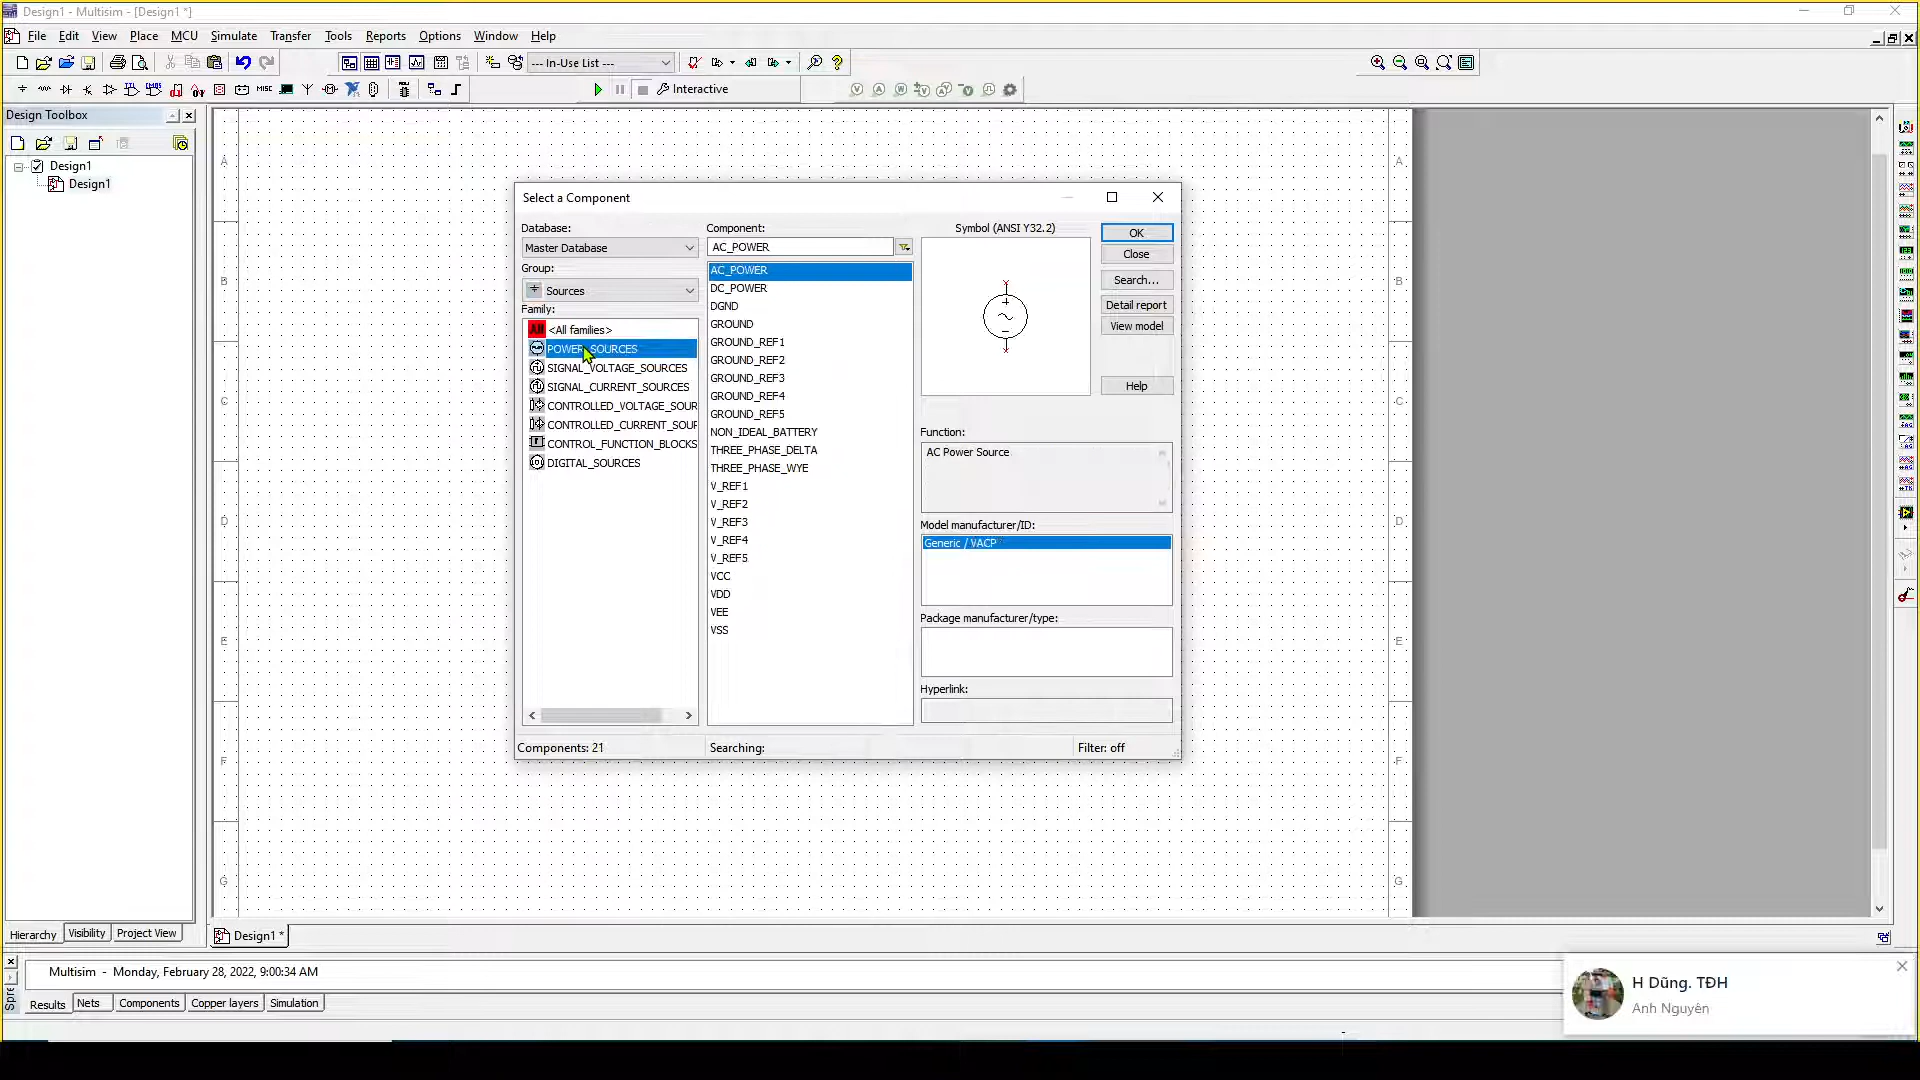 Design1 - Multisim - [Design1 *]
File Edit View Place MCU Simulate Transfer Tools Reports Options Window Help
--- In-Use List ---
Interactive
Design Toolbox
Design1
Design1
A
B
C
D
E
F
G
A
B
C
D
E
F
G
Select a Component
Database:
Master Database
Group:
Sources
Family:
All <All families>
POWER_SOURCES
SIGNAL_VOLTAGE_SOURCES
SIGNAL_CURRENT_SOURCES
CONTROLLED_VOLTAGE_SOUR
CONTROLLED_CURRENT_SOUR
CONTROL_FUNCTION_BLOCKS
DIGITAL_SOURCES
Component:
AC_POWER
AC_POWER
DC_POWER
DGND
GROUND
GROUND_REF1
GROUND_REF2
GROUND_REF3
GROUND_REF4
GROUND_REF5
NON_IDEAL_BATTERY
THREE_PHASE_DELTA
THREE_PHASE_WYE
V_REF1
V_REF2
V_REF3
V_REF4
V_REF5
VCC
VDD
VEE
VSS
Symbol (ANSI Y32.2)
OK
Close
Search...
Detail report
View model
Help
Function:
AC Power Source
Model manufacturer/ID:
Generic / VACP
Package manufacturer/type:
Hyperlink:
Components: 21
Searching:
Filter: off
Hierarchy Visibility Project View
Design1 *
Multisim - Monday, February 28, 2022, 9:00:34 AM
Results Nets Components Copper layers Simulation
H Dũng. TĐH
Anh Nguyên